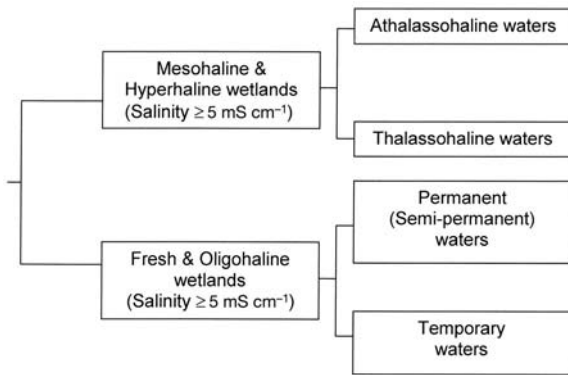 Athalassohaline waters
Mesohaline &
Hyperhaline wetlands
(Salinity ≥ 5 mS cm⁻¹)
Thalassohaline waters
Permanent
(Semi-permanent)
waters
Fresh & Oligohaline
wetlands
(Salinity ≥ 5 mS cm⁻¹)
Temporary
waters